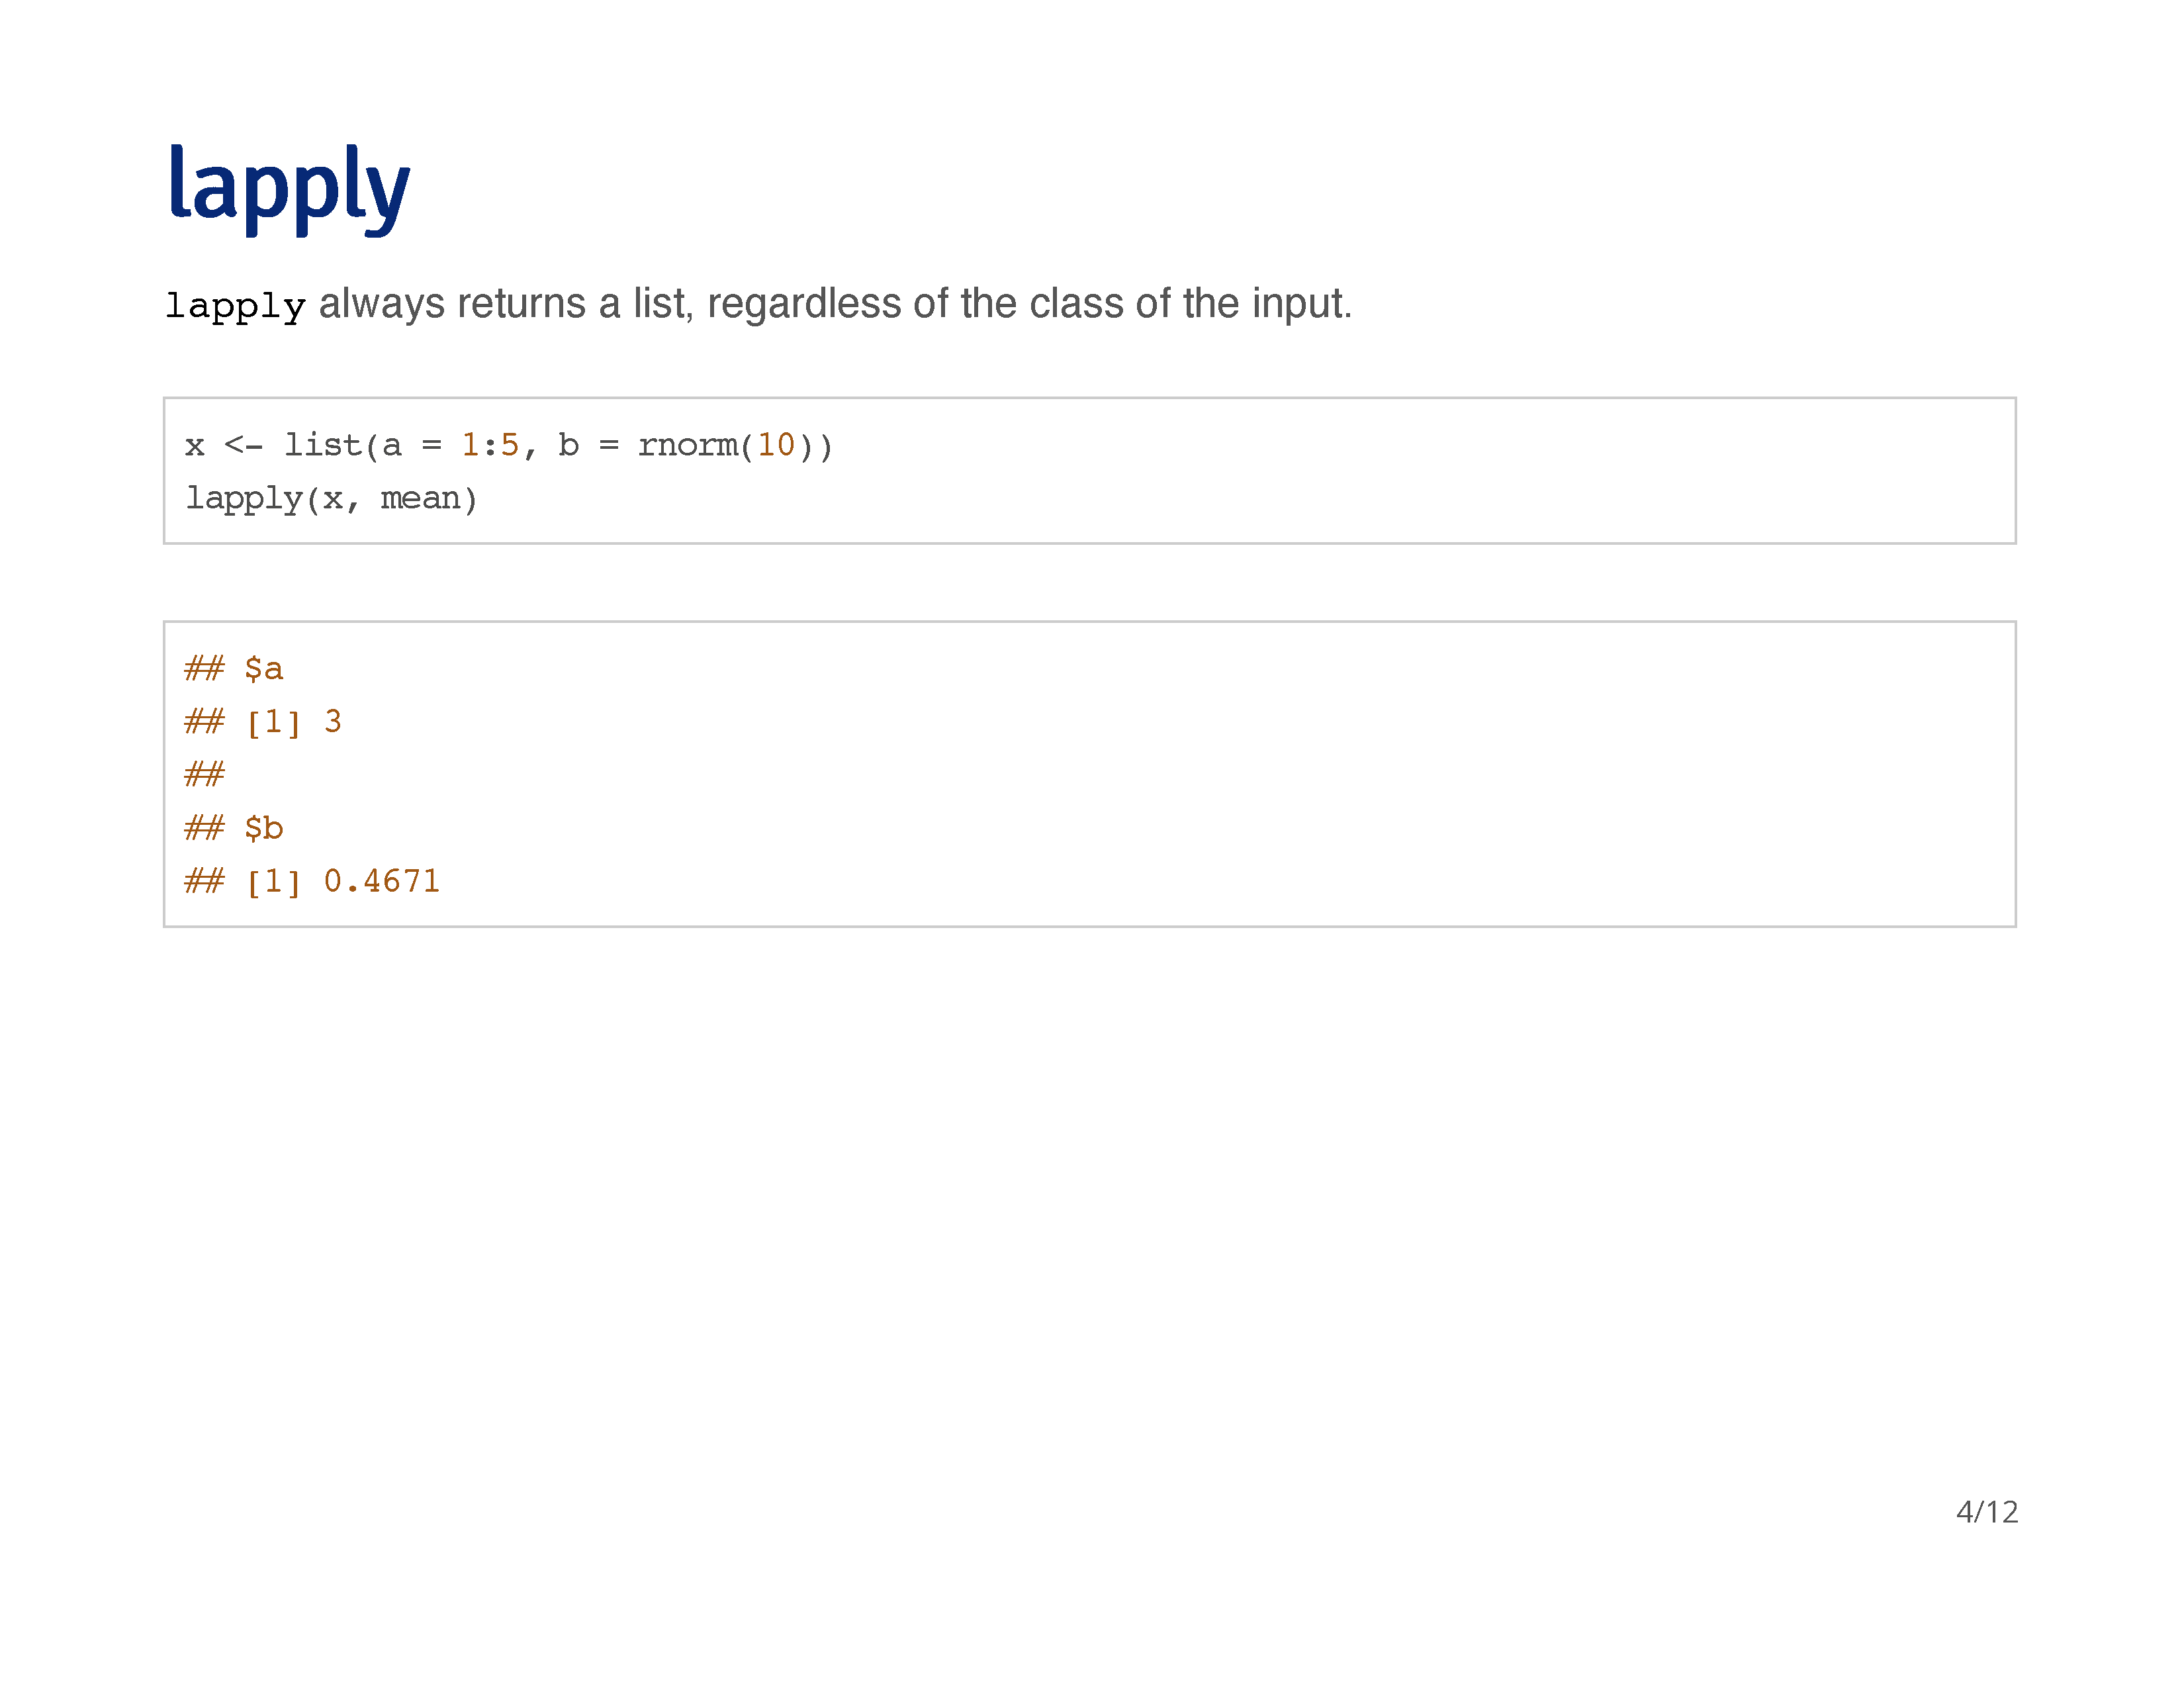 lapply
lapply always returns a list, regardless of the class of the input.
x <- list(a = 1:5, b = rnorm(10))
lapply(x, mean)
## $a
## [1] 3
##
## $b
## [1] 0.4671
4/12